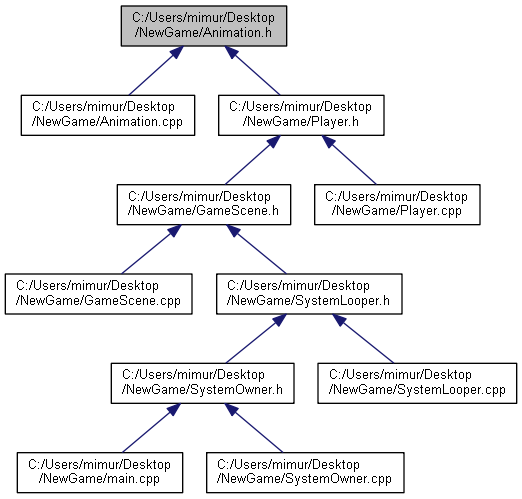 C:/Users/mimur/Desktop
/NewGame/Animation.h
C:/Users/mimur/Desktop
/NewGame/Animation.cpp
C:/Users/mimur/Desktop
/NewGame/Player.h
C:/Users/mimur/Desktop
/NewGame/GameScene.h
C:/Users/mimur/Desktop
/NewGame/Player.cpp
C:/Users/mimur/Desktop
/NewGame/GameScene.cpp
C:/Users/mimur/Desktop
/NewGame/SystemLooper.h
C:/Users/mimur/Desktop
/NewGame/SystemOwner.h
C:/Users/mimur/Desktop
/NewGame/SystemLooper.cpp
C:/Users/mimur/Desktop
/NewGame/main.cpp
C:/Users/mimur/Desktop
/NewGame/SystemOwner.cpp